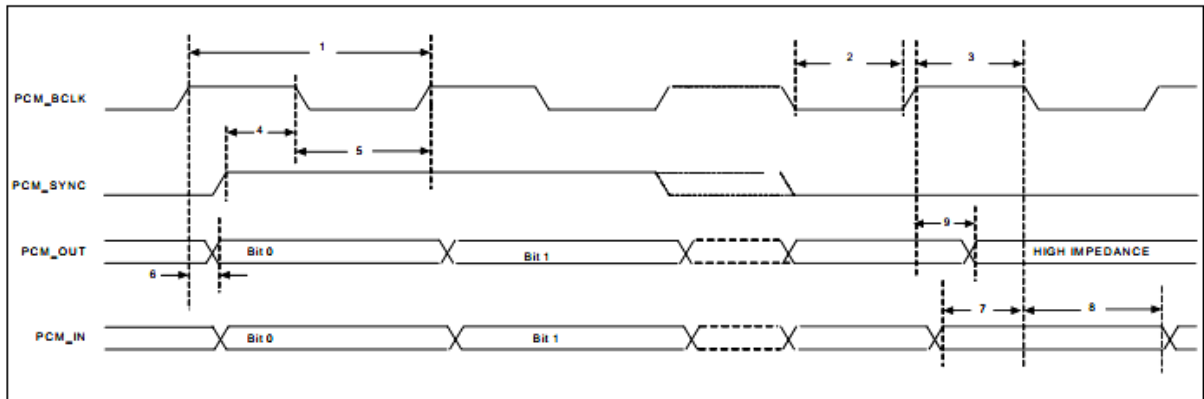 1
2
3
PCM_BCLK
4
5
PCM_SYNC
9
PCM_OUT
Bit 0
Bit 1
HIGH IMPEDANCE
6
7
8
PCM_IN
Bit 0
Bit 1